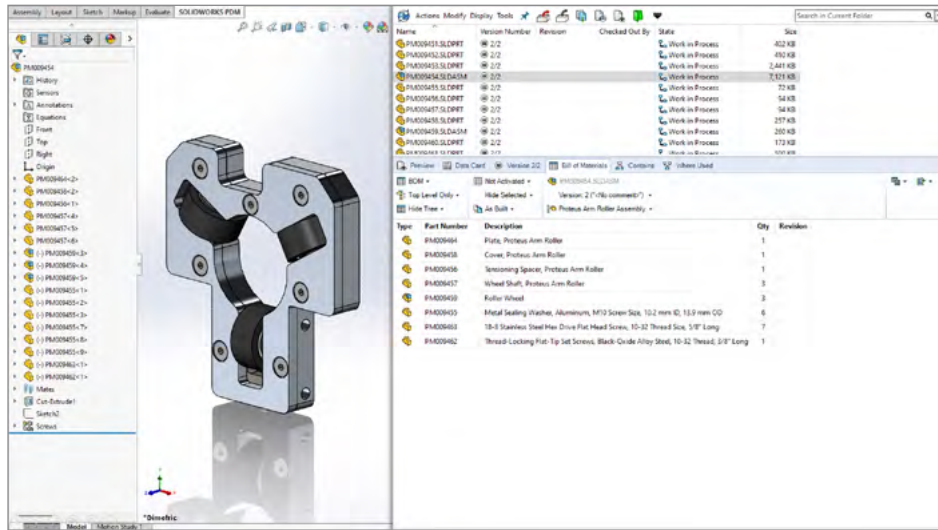 Assembly Layout Sketch Markup Evaluate SOLIDWORKS PDM
PM009454
History
Sensors
Annotations
Equations
Front
Top
Right
Origin
PM009464<2>
PM009458<2>
PM009456<1>
PM009457<4>
PM009457<5>
PM009457<6>
(-) PM009459<3>
(-) PM009459<4>
(-) PM009459<5>
(-) PM009455<1>
(-) PM009455<2>
(-) PM009455<3>
(-) PM009455<7>
(-) PM009455<8>
(-) PM009455<9>
(-) PM009462<1>
Mates
Cut-Extrude1
Sketch2
Screws
*Dimetric
Model Motion Study 1
Actions Modify Display Tools Search in Current Folder
Name Version Number Revision Checked Out By State Size
PM009451.SLDPRT 2/2 Work in Process 402 KB
PM009452.SLDPRT 2/2 Work in Process
PM009453.SLDPRT 2/2 Work in Process 2,441 KB
PM009454.SLDASM 2/2 Work in Process 7,121 KB
PM009455.SLDPRT 2/2 Work in Process 72 KB
PM009456.SLDPRT 2/2 Work in Process 54 KB
PM009457.SLDPRT 2/2 Work in Process 94 KB
PM009458.SLDPRT 2/2 Work in Process 257 KB
PM009459.SLDASM 2/2 Work in Process 260 KB
PM009460.SLDPRT 2/2 Work in Process 173 KB
Preview Data Card Version 2/2 Bill of Materials Contains Where Used
BOM Not Activated PM009454.SLDASM
Top Level Only Hide Selected Version: 2 ("<No comment>")
Hide Tree As Built Proteus Arm Roller Assembly
Type Part Number Description Qty Revision
PM009464 Plate, Proteus Arm Roller 1
PM009458 Cover, Proteus Arm Roller 1
PM009456 Tensioning Spacer, Proteus Arm Roller 1
PM009457 Wheel Shaft, Proteus Arm Roller 3
PM009459 Roller Wheel 3
PM009455 Metal Sealing Washer, Aluminum, M10 Screw Size, 10.2 mm ID, 15.9 mm OD 6
PM009463 18-8 Stainless Steel Hex Drive Flat Head Screw, 10-32 Thread Size, 5/8" Long 7
PM009462 Thread-Locking Flat-Tip Set Screws, Black-Oxide Alloy Steel, 10-32 Thread, 3/8" Long 1